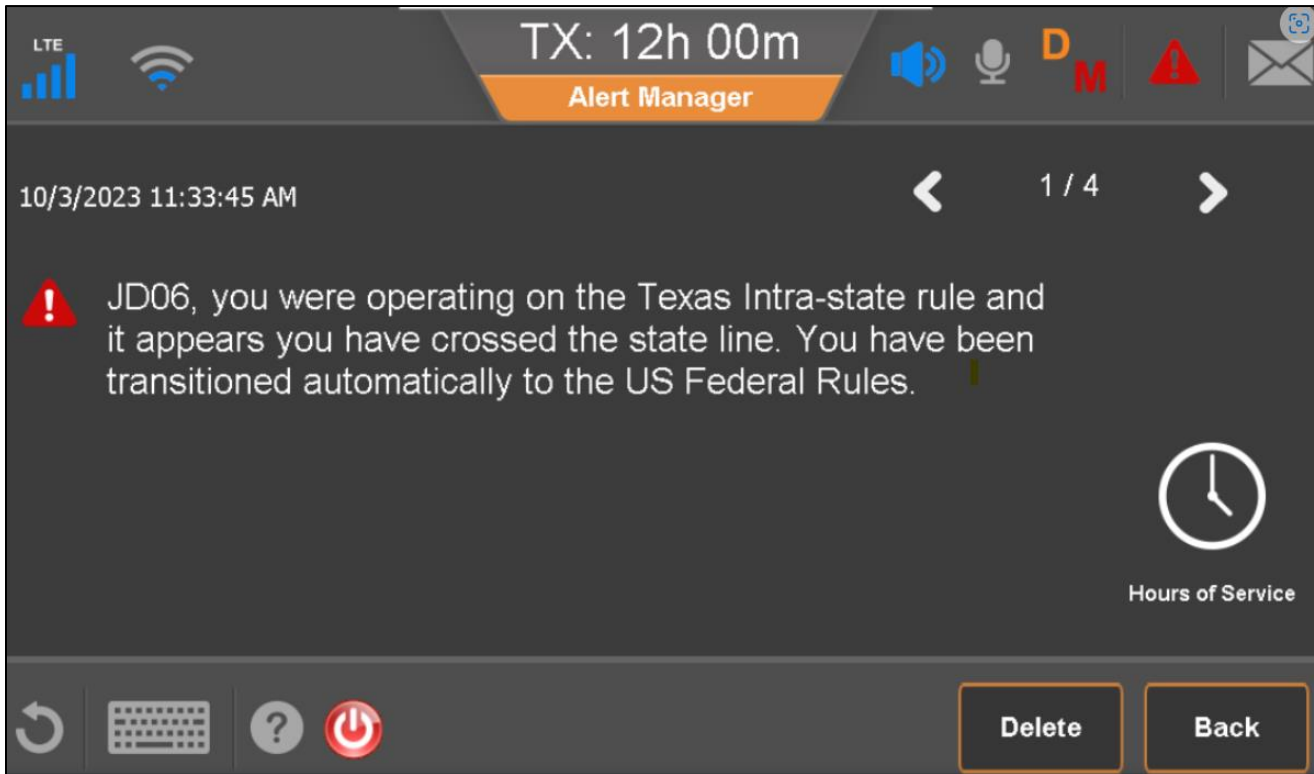 LTE
TX: 12h 00m
Alert Manager
D
M
10/3/2023 11:33:45 AM
1 / 4
JD06, you were operating on the Texas Intra-state rule and
it appears you have crossed the state line. You have been
transitioned automatically to the US Federal Rules.
Hours of Service
Delete
Back